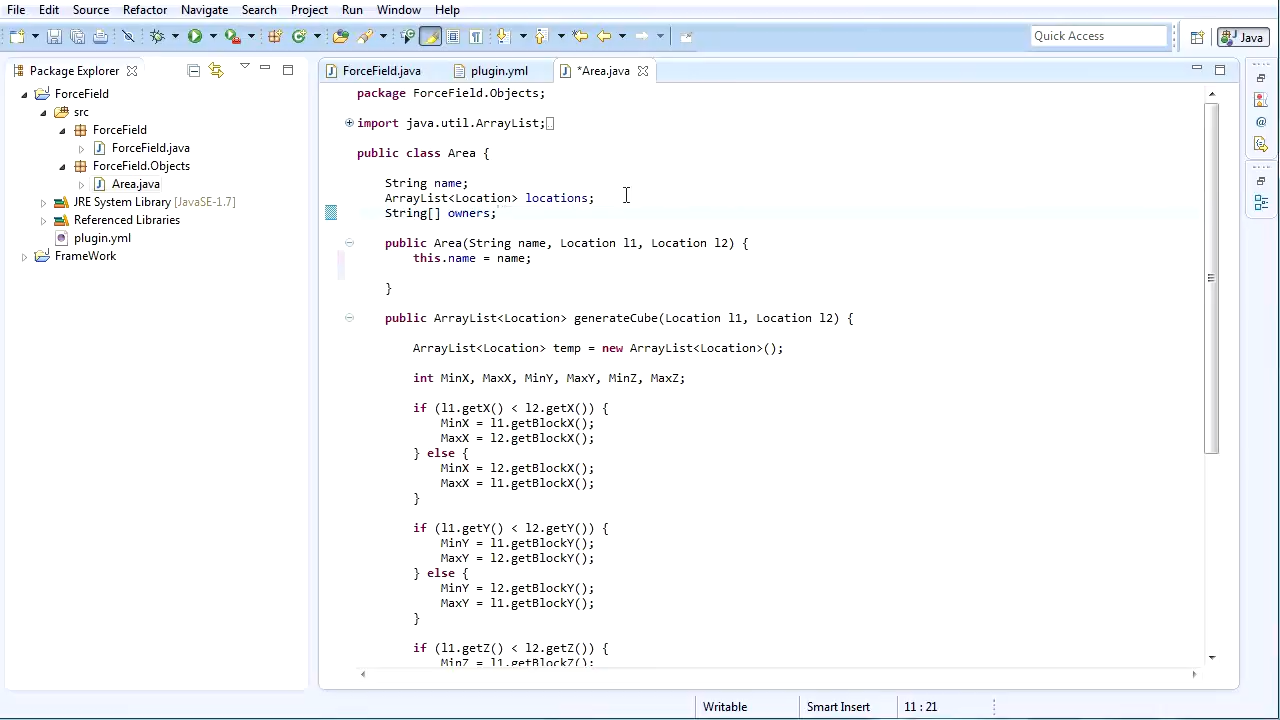 File Edit Source Refactor Navigate Search Project Run Window Help
Quick Access
Java
Package Explorer
ForceField
src
ForceField
ForceField.java
ForceField.Objects
Area.java
JRE System Library [JavaSE-1.7]
Referenced Libraries
plugin.yml
FrameWork
ForceField.java
plugin.yml
*Area.java
package ForceField.Objects;
import java.util.ArrayList;
public class Area {
String name;
ArrayList<Location> locations;
String[] owners;
public Area(String name, Location l1, Location l2) {
this.name = name;
}
public ArrayList<Location> generateCube(Location l1, Location l2) {
ArrayList<Location> temp = new ArrayList<Location>();
int MinX, MaxX, MinY, MaxY, MinZ, MaxZ;
if (l1.getX() < l2.getX()) {
MinX = l1.getBlockX();
MaxX = l2.getBlockX();
} else {
MinX = l2.getBlockX();
MaxX = l1.getBlockX();
}
if (l1.getY() < l2.getY()) {
MinY = l1.getBlockY();
MaxY = l2.getBlockY();
} else {
MinY = l2.getBlockY();
MaxY = l1.getBlockY();
}
if (l1.getZ() < l2.getZ()) {
MinZ = l1.getBlockZ();
Writable
Smart Insert
11 : 21